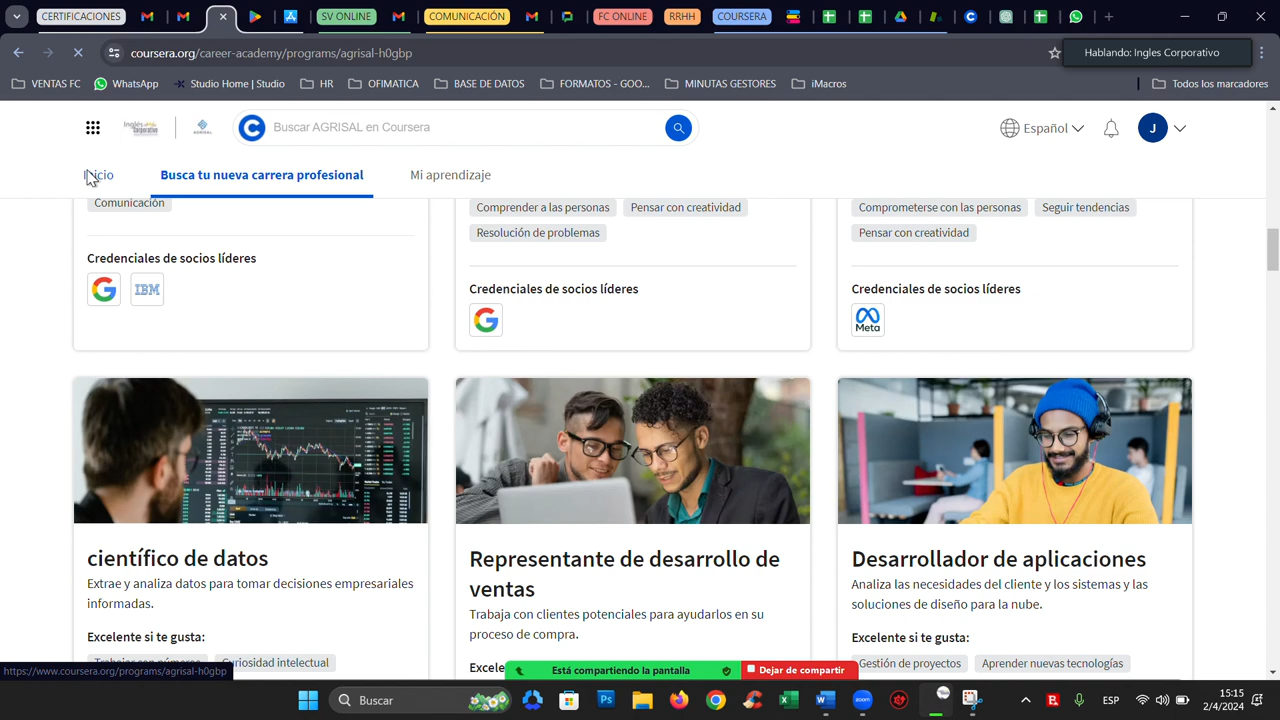 CERTIFICACIONES
SV ONLINE
COMUNICACIÓN
FC ONLINE
RRHH
COURSERA
coursera.org/career-academy/programs/agrisal-h0gbp
Hablando: Ingles Corporativo
VENTAS FC
WhatsApp
Studio Home | Studio
HR
OFIMATICA
BASE DE DATOS
FORMATOS - GOO...
MINUTAS GESTORES
iMacros
Todos los marcadores
Inglés
Corporativo
AGRISAL
Buscar AGRISAL en Coursera
Español
J
Inicio
Busca tu nueva carrera profesional
Mi aprendizaje
Comunicación
Comprender a las personas
Pensar con creatividad
Comprometerse con las personas
Seguir tendencias
Resolución de problemas
Pensar con creatividad
Credenciales de socios líderes
Credenciales de socios líderes
Credenciales de socios líderes
IBM
Meta
científico de datos
Extrae y analiza datos para tomar decisiones empresariales
informadas.
Excelente si te gusta:
Trabajar con números
Curiosidad intelectual
Representante de desarrollo de
ventas
Trabaja con clientes potenciales para ayudarlos en su
proceso de compra.
Excele
Desarrollador de aplicaciones
Analiza las necesidades del cliente y los sistemas y las
soluciones de diseño para la nube.
Excelente si te gusta:
Gestión de proyectos
Aprender nuevas tecnologías
https://www.coursera.org/programs/agrisal-h0gbp
Está compartiendo la pantalla
Dejar de compartir
Buscar
ESP
15:15
2/4/2024